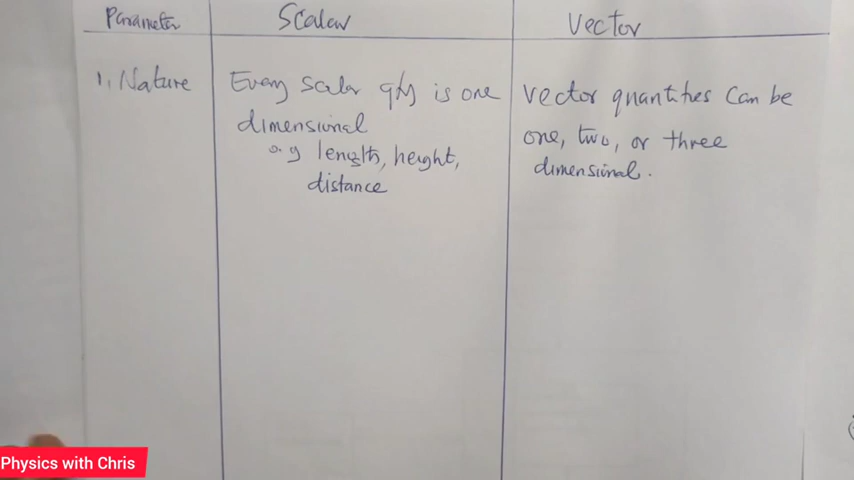 Parameter Scalar Vector
1. Nature
Every scalar qty is one
dimensional
e.g length, height,
distance
Vector quantities can be
one, two, or three
dimensional.
Physics with Chris